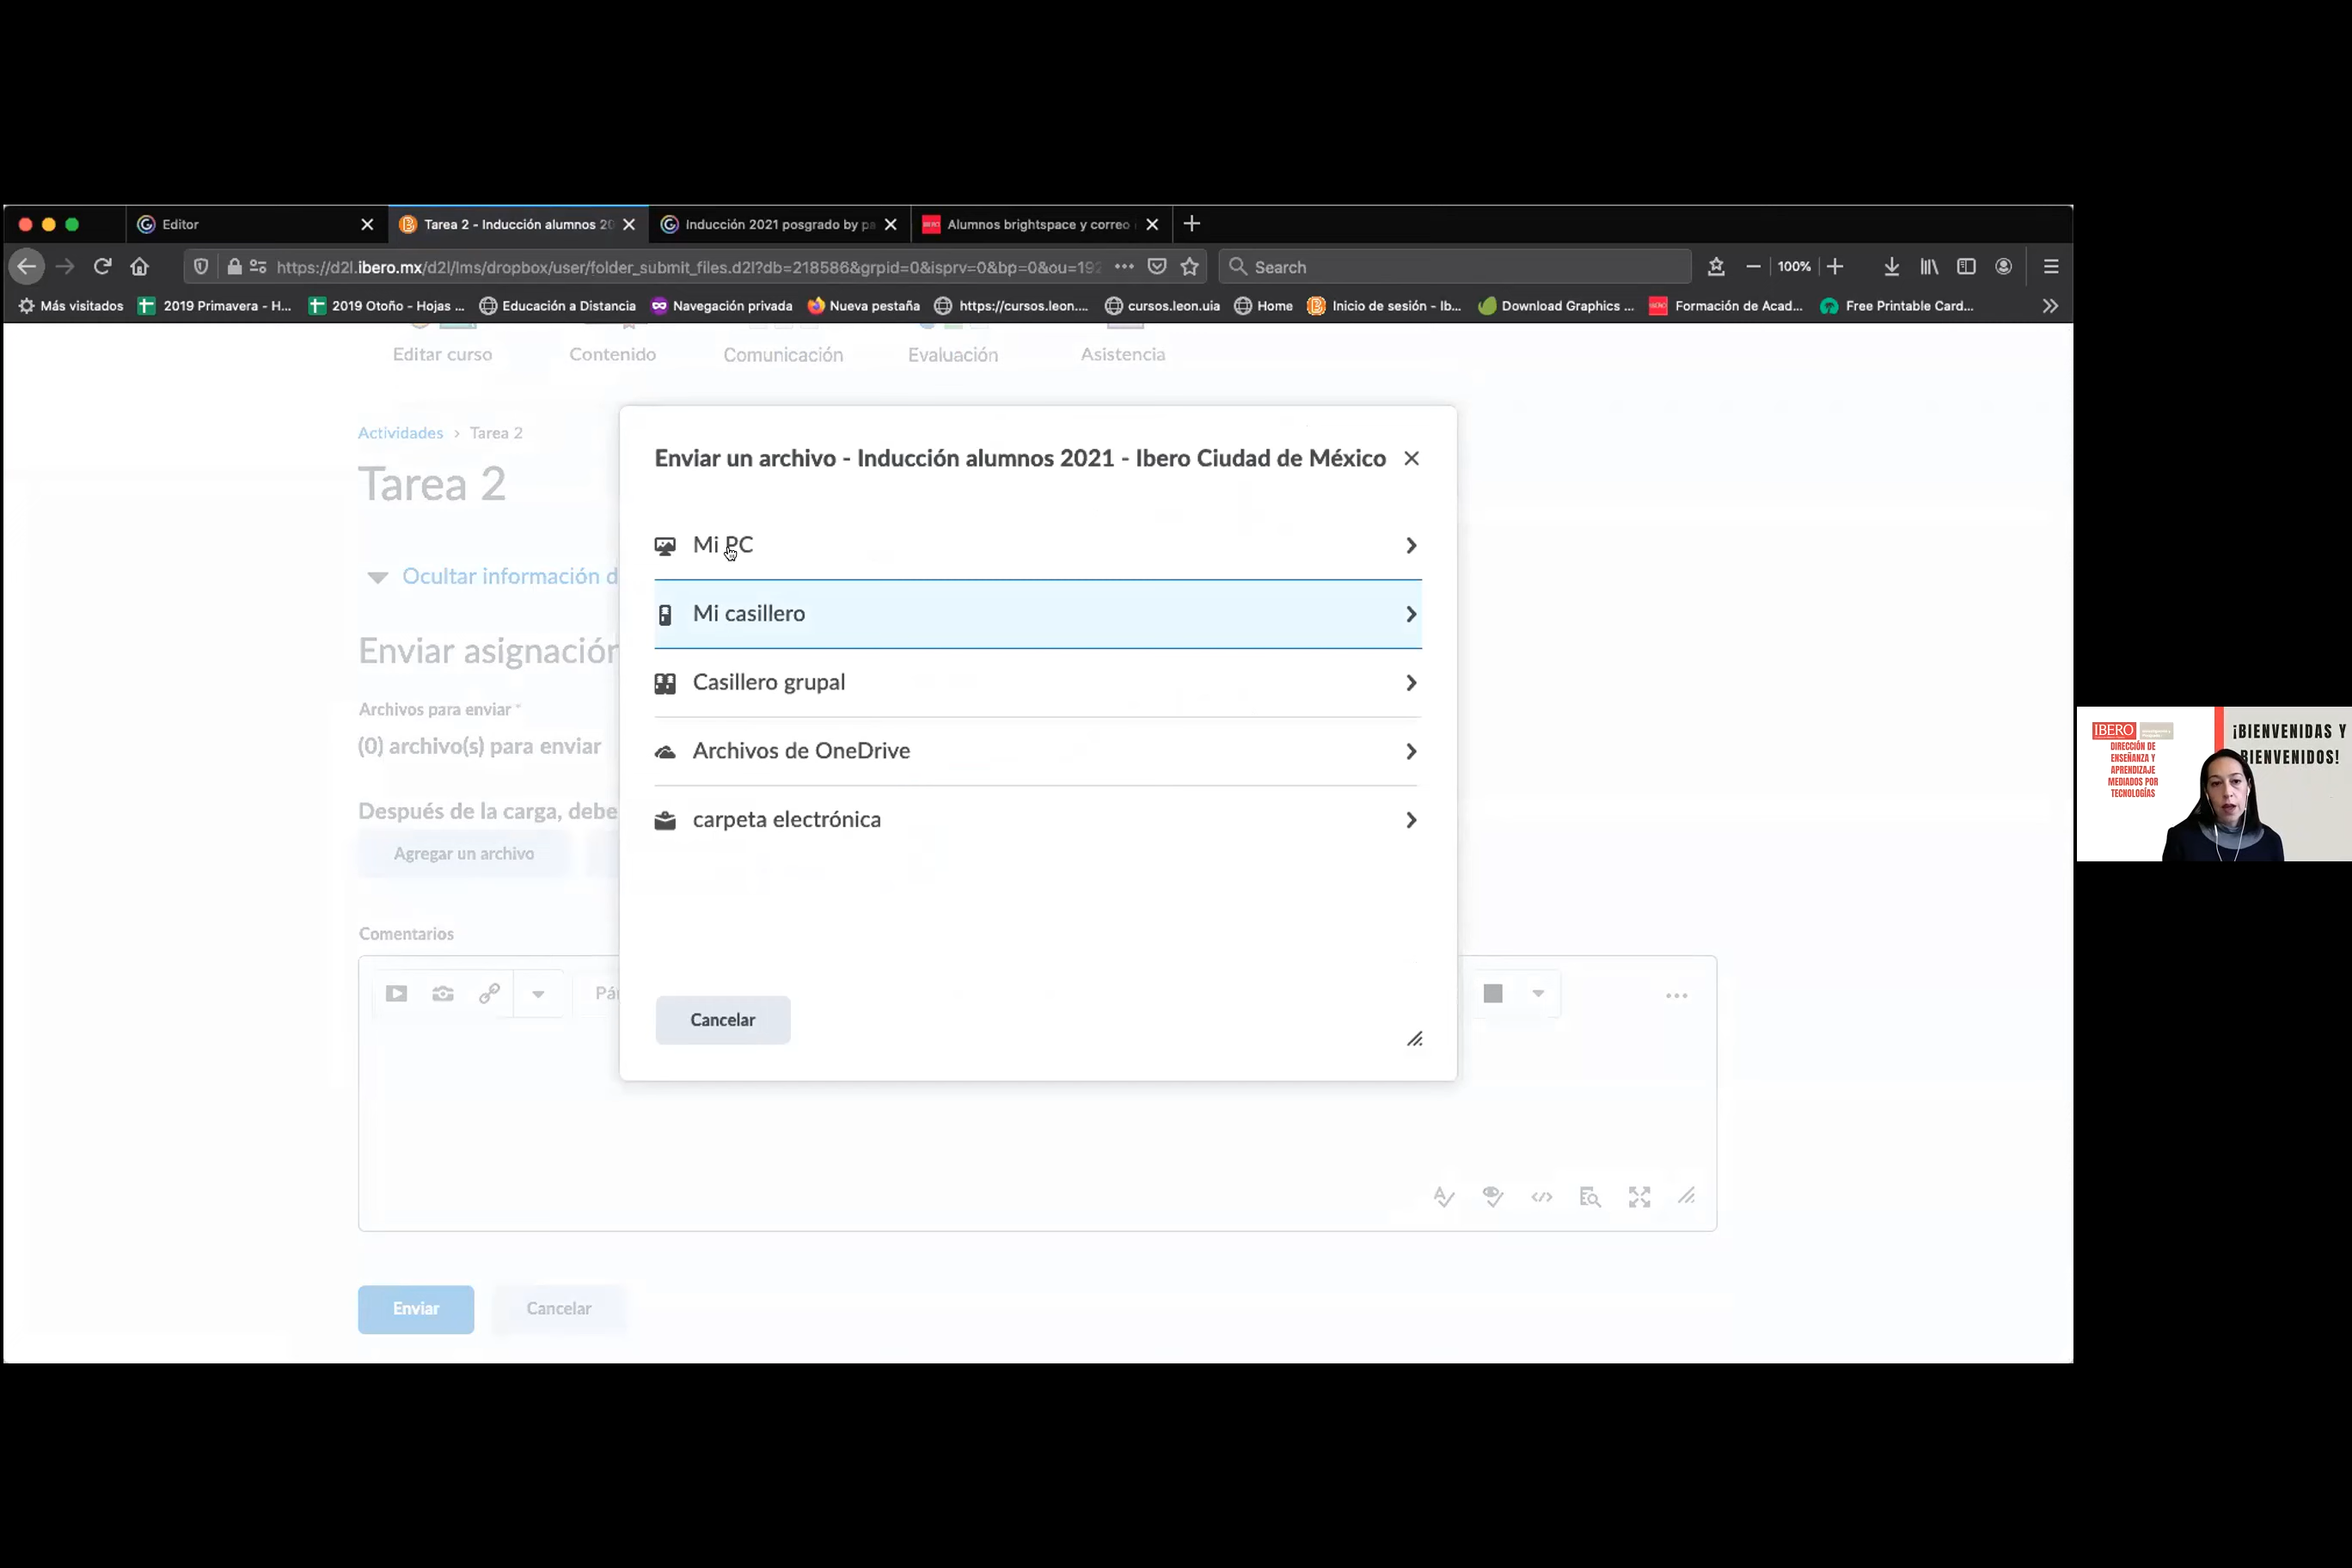 Editor
Tarea 2 - Inducción alumnos 20
Inducción 2021 posgrado by pa
Alumnos brightspace y correo
https://d2l.ibero.mx/d2l/lms/dropbox/user/folder_submit_files.d2l?db=218586&grpid=0&isprv=0&bp=0&ou=192
Search
100%
Más visitados
2019 Primavera - H...
2019 Otoño - Hojas ...
Educación a Distancia
Navegación privada
Nueva pestaña
https://cursos.leon....
cursos.leon.uia
Home
Inicio de sesión - Ib...
Download Graphics ...
Formación de Acad...
Free Printable Card...
Editar curso
Contenido
Comunicación
Evaluación
Asistencia
Actividades > Tarea 2
Tarea 2
Ocultar información d
Enviar asignación
Archivos para enviar *
(0) archivo(s) para enviar
Después de la carga, debe
Agregar un archivo
Comentarios
Pá
Enviar
Cancelar
Enviar un archivo - Inducción alumnos 2021 - Ibero Ciudad de México
Mi PC
Mi casillero
Casillero grupal
Archivos de OneDrive
carpeta electrónica
Cancelar
IBERO
DIRECCIÓN DE
ENSEÑANZA Y
APRENDIZAJE
MEDIADOS POR
TECNOLOGÍAS
¡BIENVENIDAS Y
BIENVENIDOS!